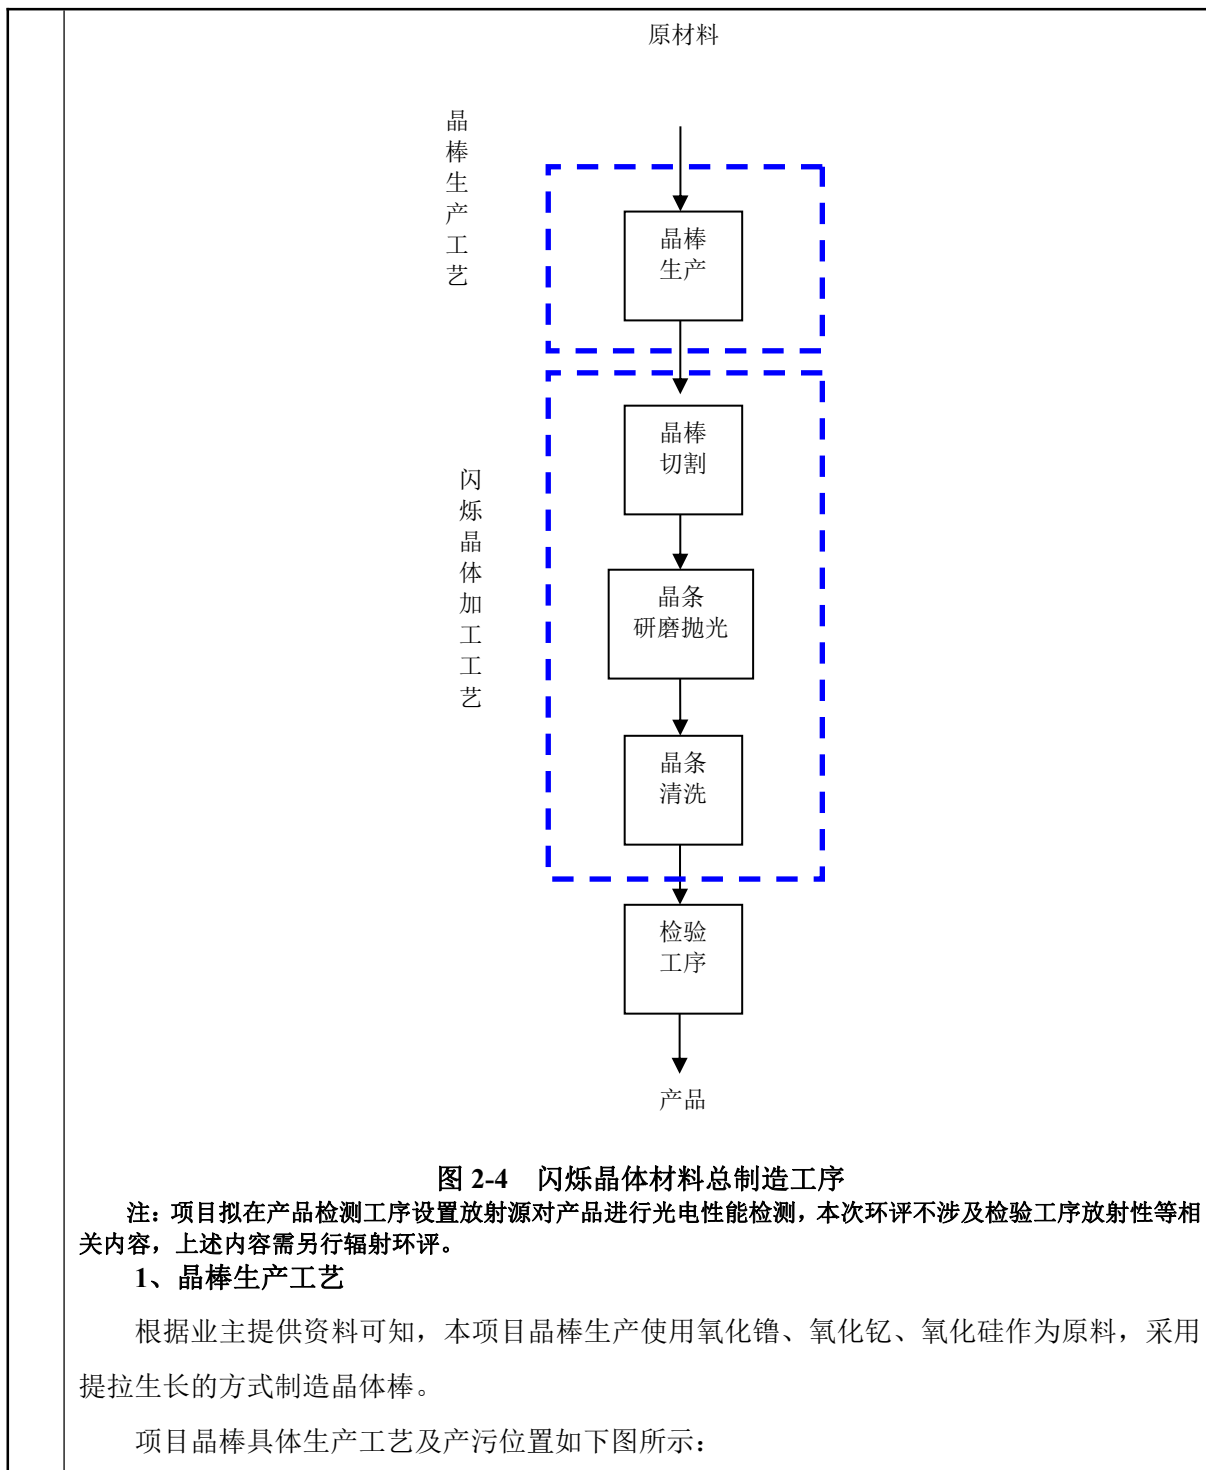 原材料
晶棒生产工艺
晶棒
生产
闪烁晶体加工工艺
晶棒
切割
晶条
研磨抛光
晶条
清洗
检验
工序
产品
图 2-4 闪烁晶体材料总制造工序
注：项目拟在产品检测工序设置放射源对产品进行光电性能检测，本次环评不涉及检验工序放射性等相
关内容，上述内容需另行辐射环评。
1、晶棒生产工艺
根据业主提供资料可知，本项目晶棒生产使用氧化镥、氧化钇、氧化硅作为原料，采用
提拉生长的方式制造晶体棒。
项目晶棒具体生产工艺及产污位置如下图所示：